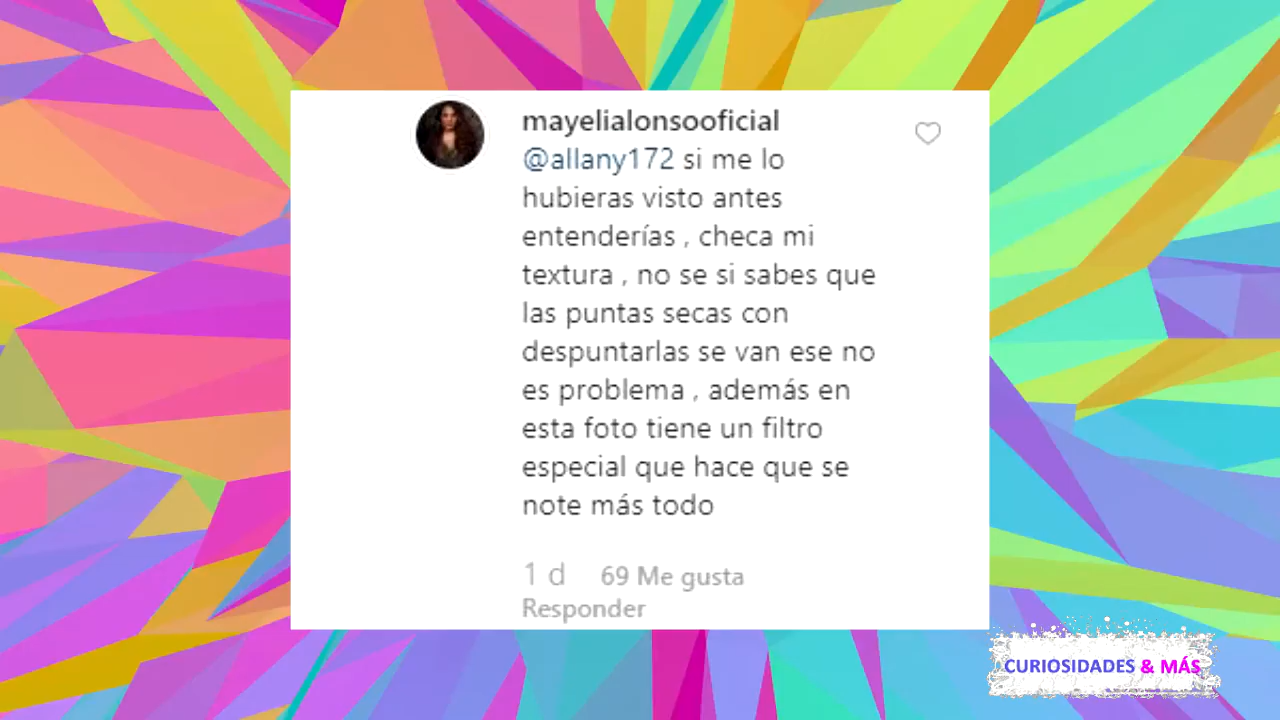 mayelialonsooficial
@allany172 si me lo
hubieras visto antes
entenderías , checa mi
textura , no se si sabes que
las puntas secas con
despuntarlas se van ese no
es problema , además en
esta foto tiene un filtro
especial que hace que se
note más todo
1 d 69 Me gusta
Responder
CURIOSIDADES & MÁS